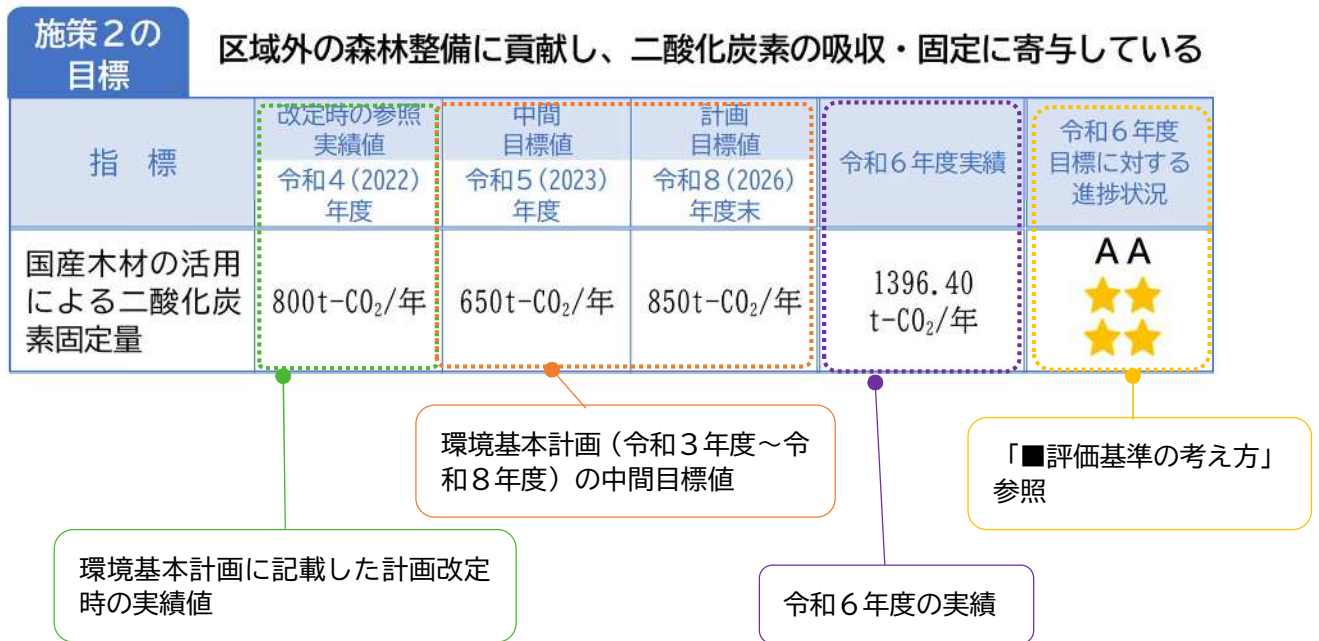 施策２の
目標
区域外の森林整備に貢献し、二酸化炭素の吸収・固定に寄与している
指　標
改定時の参照
実績値
令和４(2022)
年度
中間
目標値
令和５(2023)
年度
計画
目標値
令和８(2026)
年度末
令和６年度実績
令和６年度
目標に対する
進捗状況
国産木材の活用
による二酸化炭
素固定量
800t-CO₂/年
650t-CO₂/年
850t-CO₂/年
1396.40
t-CO₂/年
ＡＡ
★★
★★
環境基本計画（令和３年度～令
和８年度）の中間目標値
「■評価基準の考え方」
参照
環境基本計画に記載した計画改定
時の実績値
令和６年度の実績